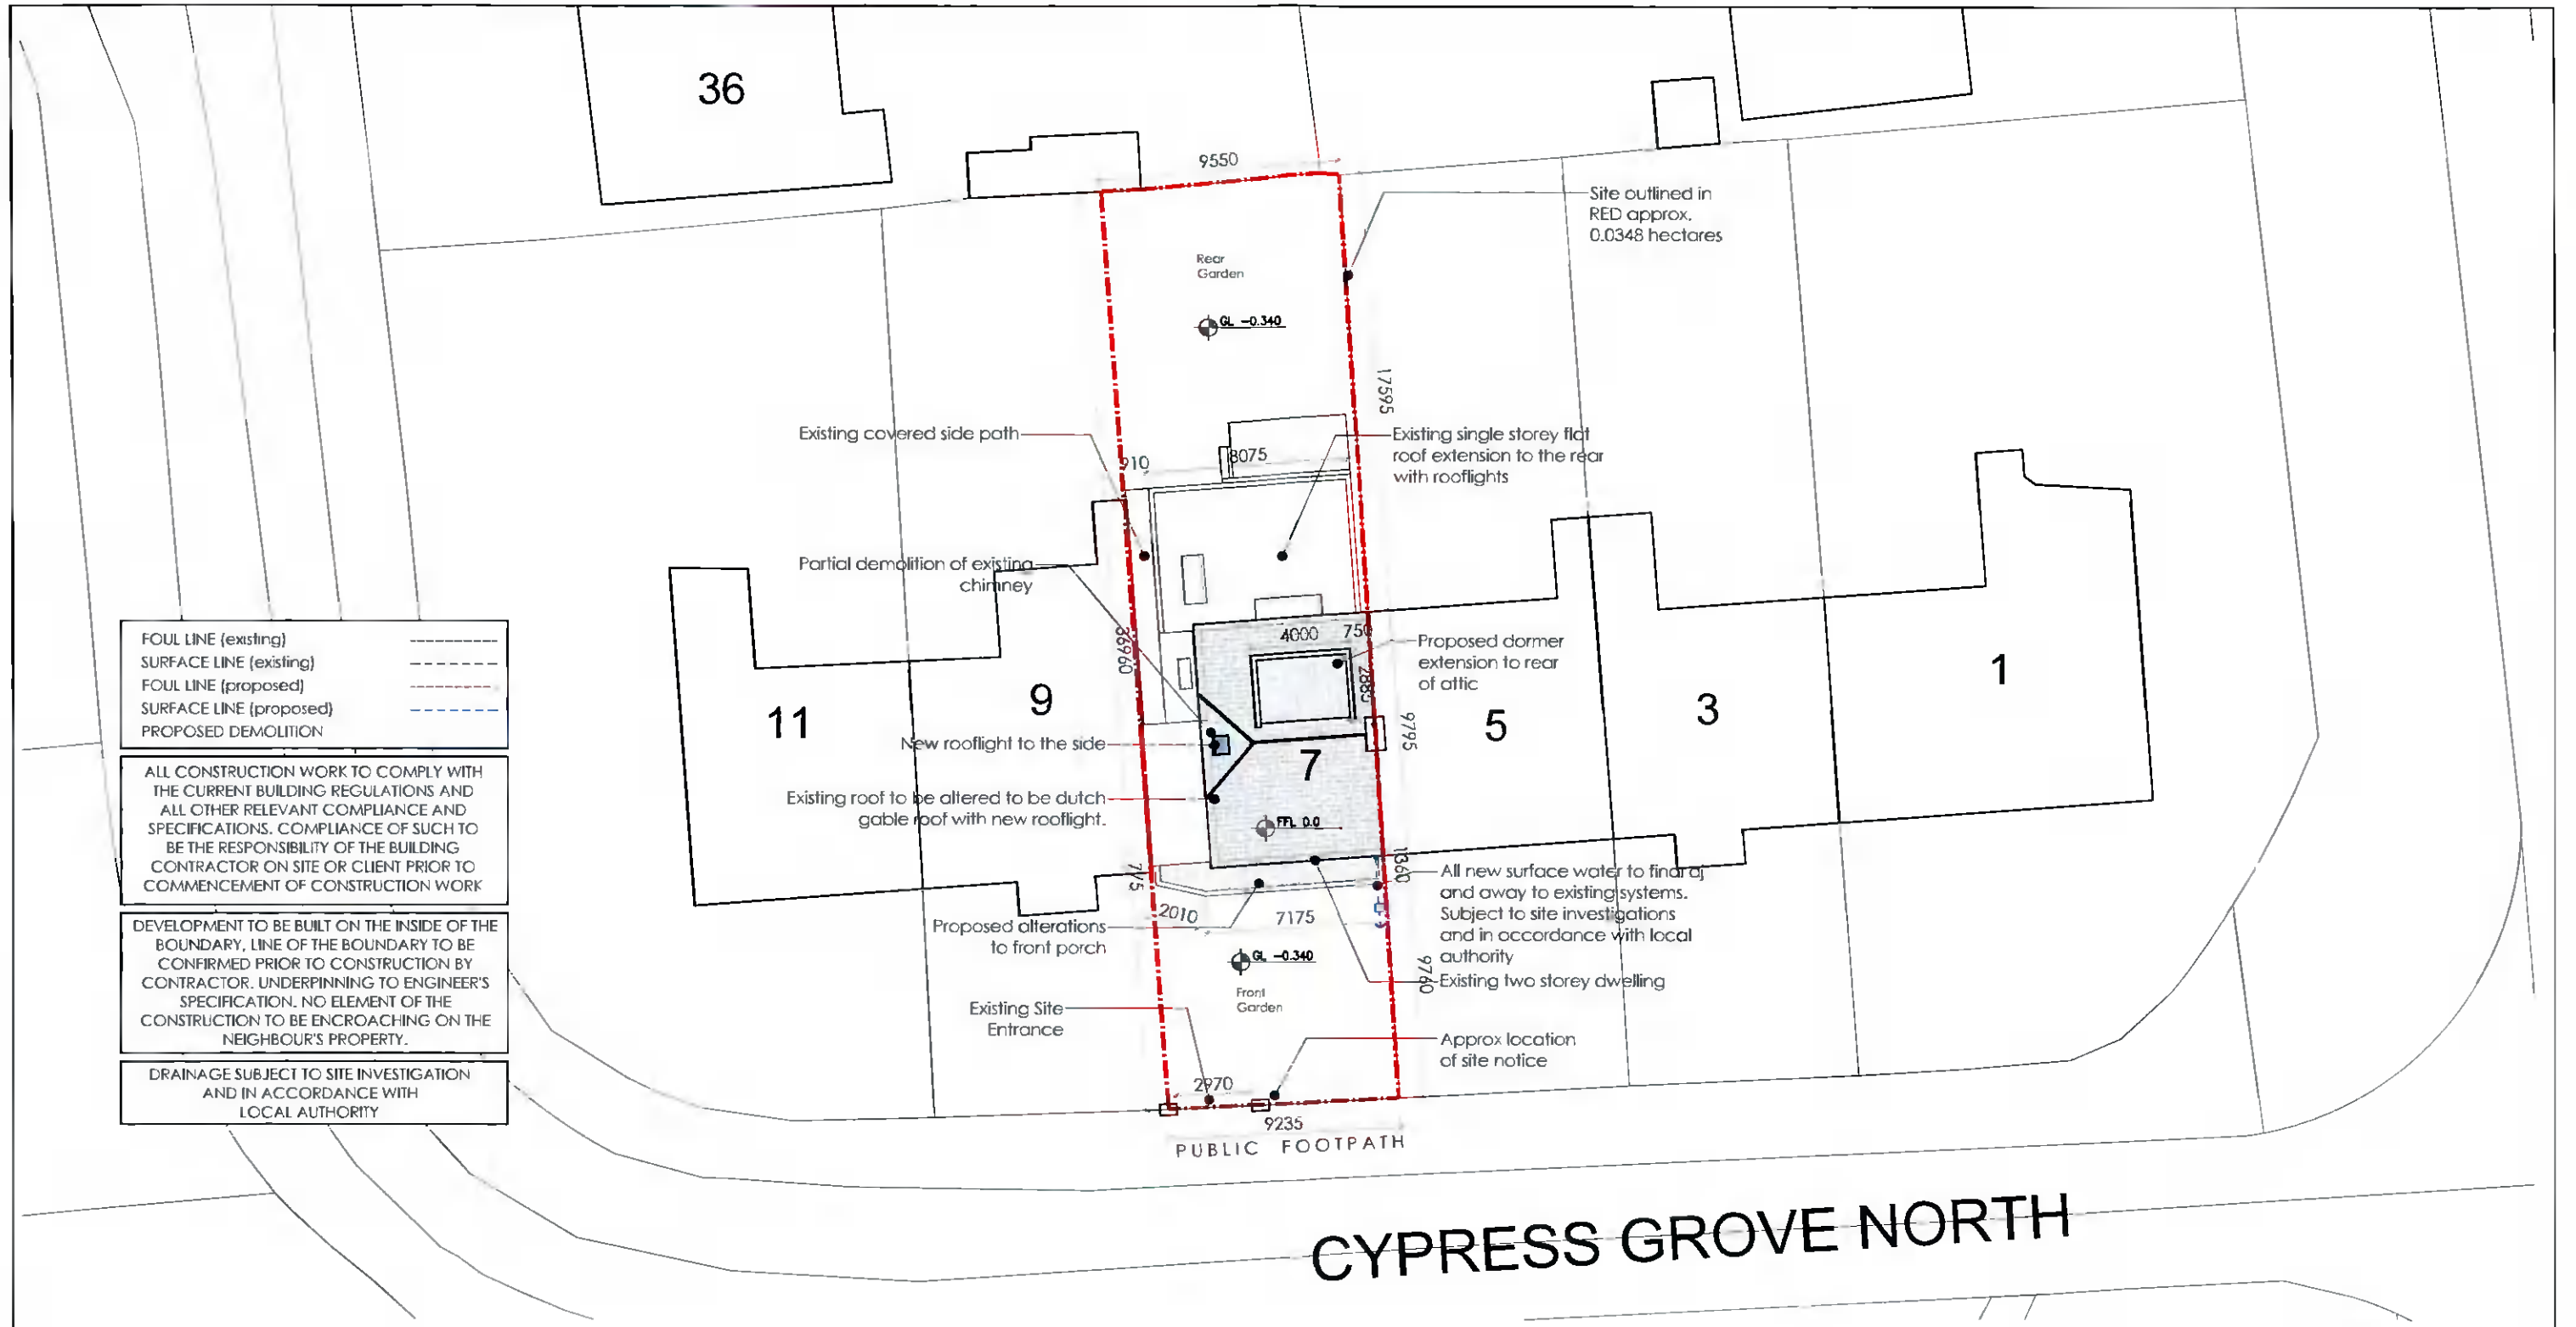 36
9550
Site outlined in
RED approx.
0.0348 hectares
Rear
Garden
GL -0.340
17595
Existing covered side path
Existing single storey flat
roof extension to the rear
with rooflights
910
8075
Partial demolition of existing
chimney
FOUL LINE (existing)
SURFACE LINE (existing)
FOUL LINE (proposed)
SURFACE LINE (proposed)
PROPOSED DEMOLITION
36960
4000
750
Proposed dormer
extension to rear
of attic
2885
11
9
7
5
3
1
9795
New rooflight to the side
Existing roof to be altered to be dutch
gable roof with new rooflight.
FFL 0.0
ALL CONSTRUCTION WORK TO COMPLY WITH
THE CURRENT BUILDING REGULATIONS AND
ALL OTHER RELEVANT COMPLIANCE AND
SPECIFICATIONS. COMPLIANCE OF SUCH TO
BE THE RESPONSIBILITY OF THE BUILDING
CONTRACTOR ON SITE OR CLIENT PRIOR TO
COMMENCEMENT OF CONSTRUCTION WORK
775
1360
All new surface water to find
and away to existing systems.
Subject to site investigations
and in accordance with local
authority
2010
7175
Proposed alterations
to front porch
DEVELOPMENT TO BE BUILT ON THE INSIDE OF THE
BOUNDARY, LINE OF THE BOUNDARY TO BE
CONFIRMED PRIOR TO CONSTRUCTION BY
CONTRACTOR. UNDERPINNING TO ENGINEER'S
SPECIFICATION. NO ELEMENT OF THE
CONSTRUCTION TO BE ENCROACHING ON THE
NEIGHBOUR'S PROPERTY.
GL -0.340
9760
Existing two storey dwelling
Front
Garden
Existing Site
Entrance
Approx location
of site notice
DRAINAGE SUBJECT TO SITE INVESTIGATION
AND IN ACCORDANCE WITH
LOCAL AUTHORITY
2970
9235
PUBLIC FOOTPATH
CYPRESS GROVE NORTH